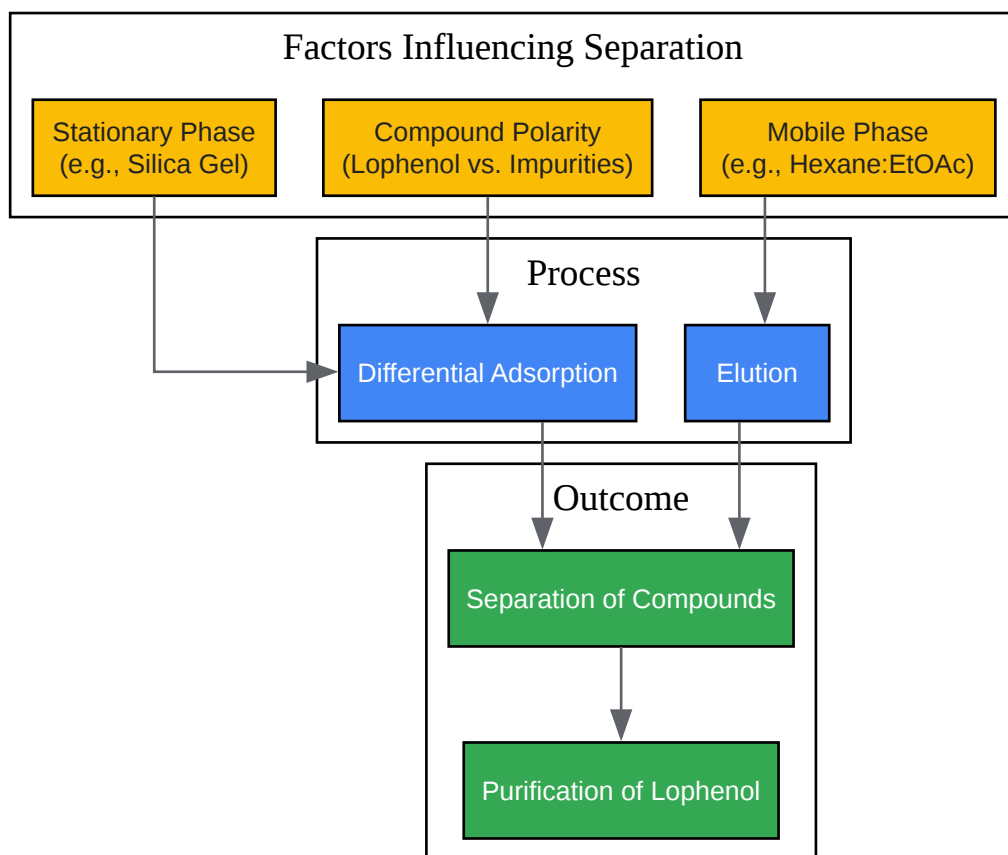 Factors Influencing Separation
Stationary Phase
(e.g., Silica Gel)
Compound Polarity
(Lophenol vs. Impurities)
Mobile Phase
(e.g., Hexane:EtOAc)
Process
Differential Adsorption
Elution
Outcome
Separation of Compounds
Purification of Lophenol